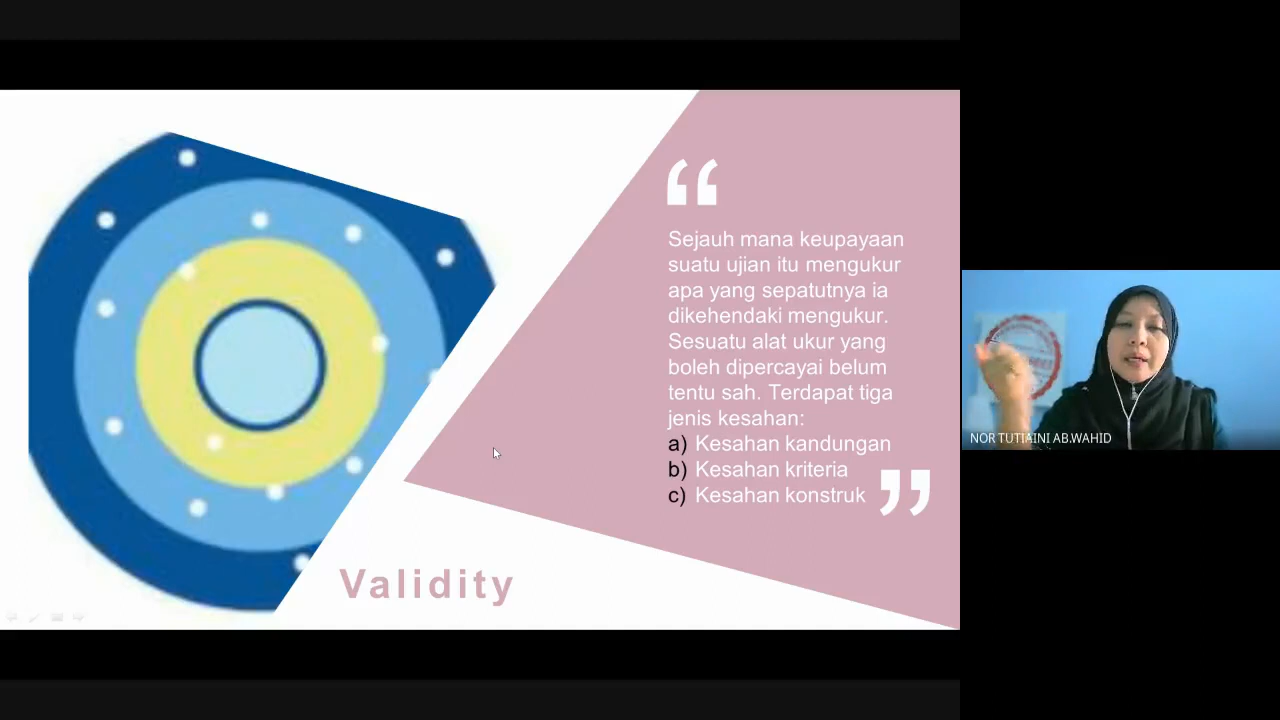 “
Sejauh mana keupayaan
suatu ujian itu mengukur
apa yang sepatutnya ia
dikehendaki mengukur.
Sesuatu alat ukur yang
boleh dipercayai belum
tentu sah. Terdapat tiga
jenis kesahan:
a) Kesahan kandungan
b) Kesahan kriteria
c) Kesahan konstruk ”
Validity
NOR TUTIAINI AB.WAHID